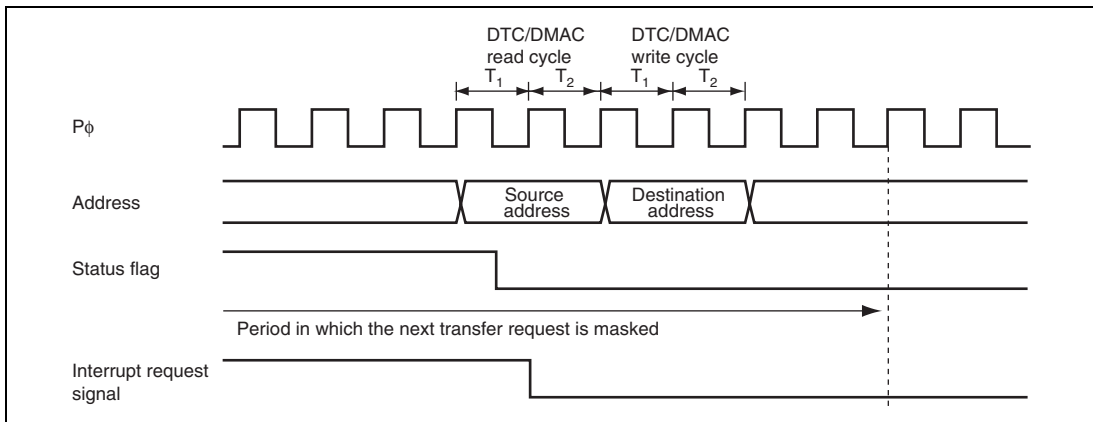 DTC/DMAC DTC/DMAC
read cycle write cycle
T1 T2 T1 T2
Pφ
Address
Source Destination
address address
Status flag
Period in which the next transfer request is masked
Interrupt request
signal